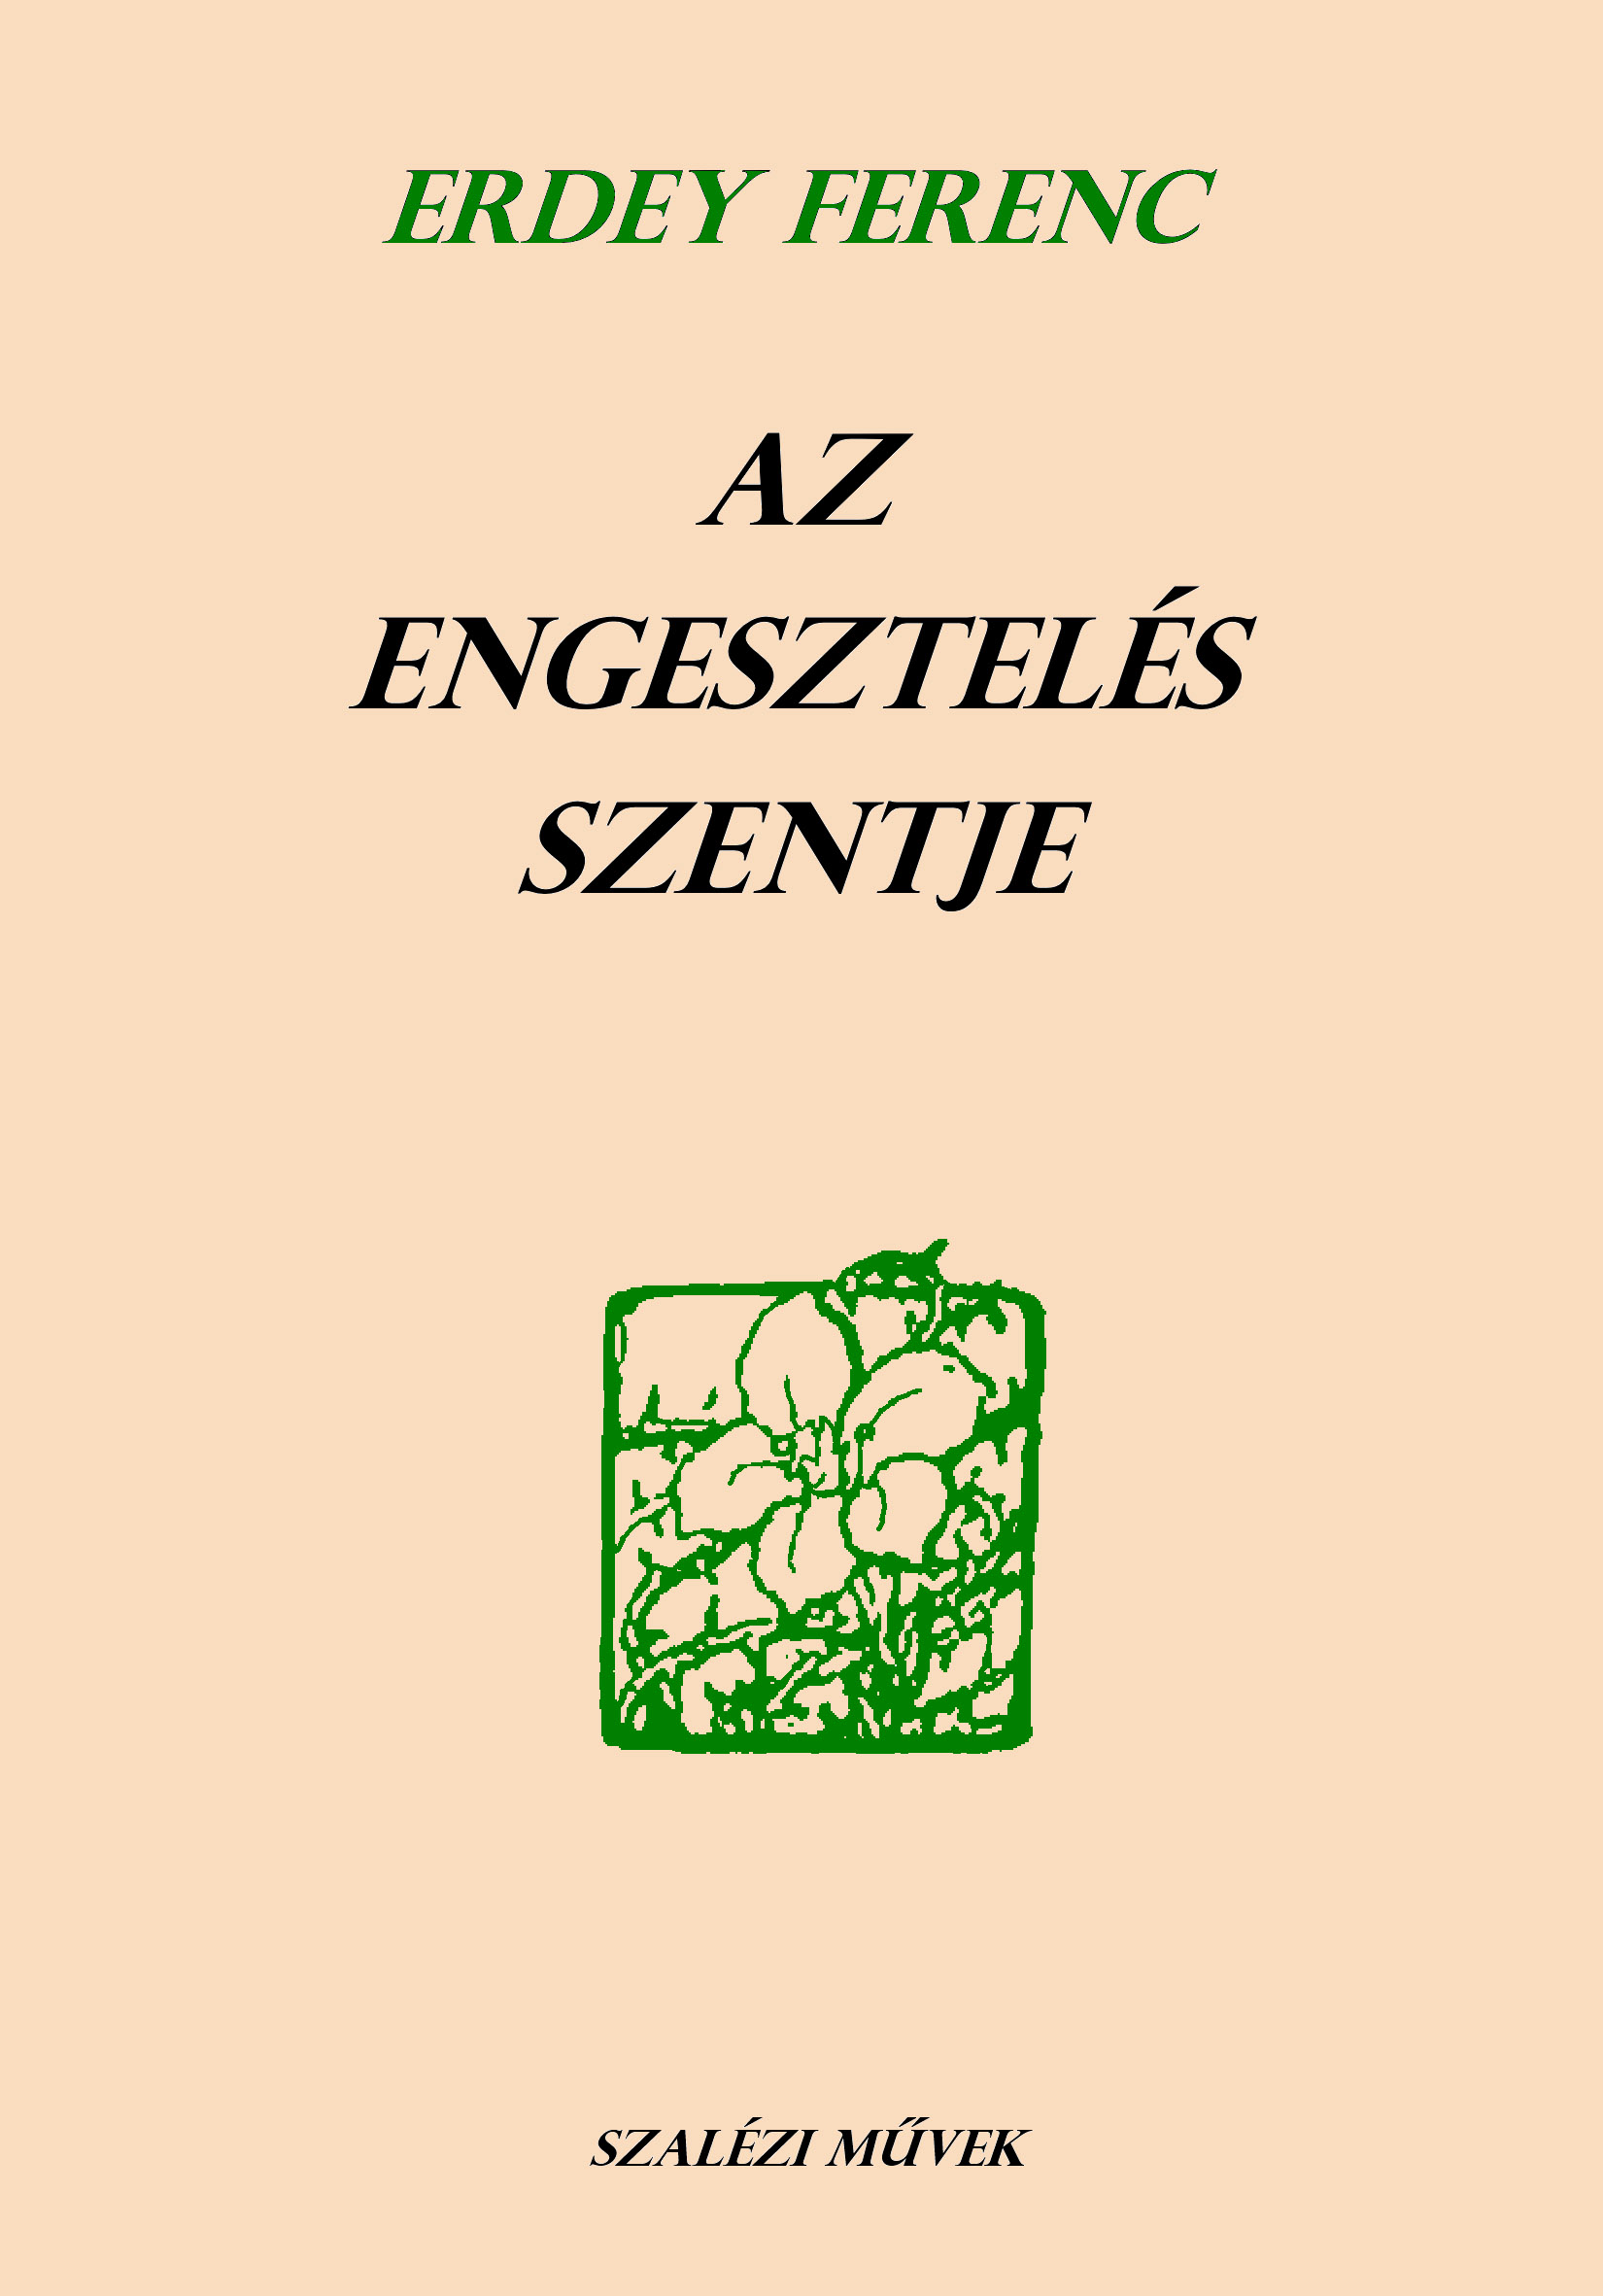 ERDEY FERENC
AZ
ENGESZTELÉS
SZENTJE
SZALÉZI MŰVEK